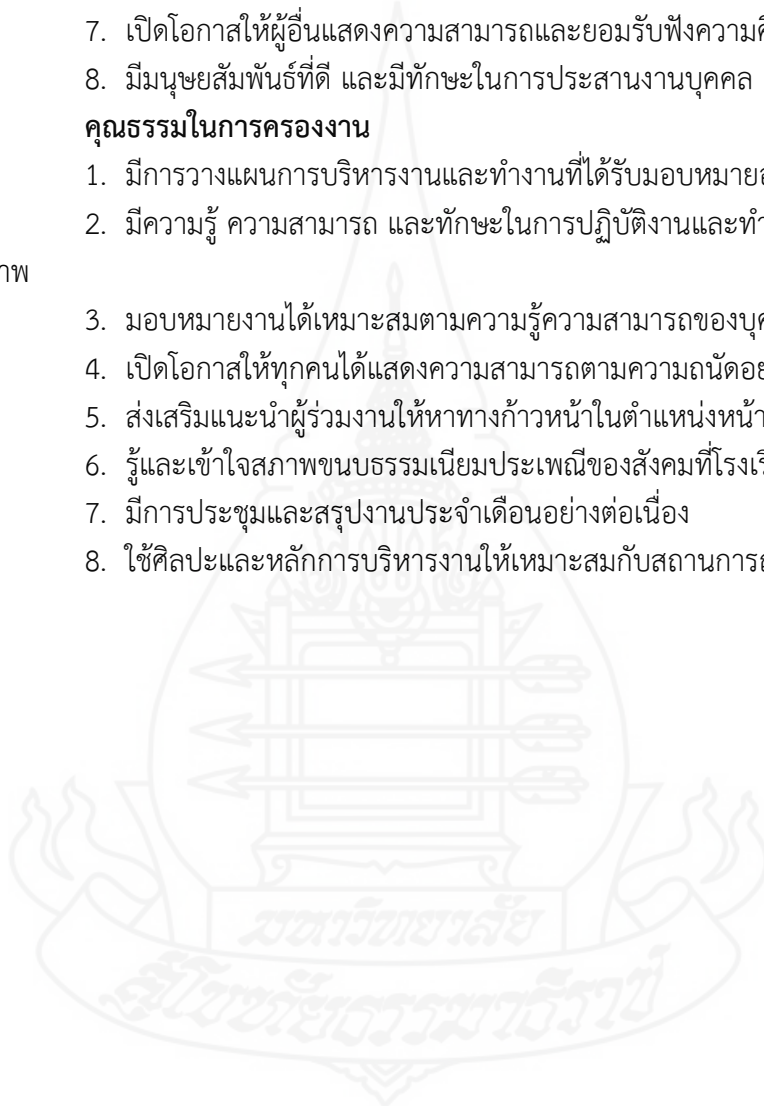 7. เปิดโอกาสให้ผู้อื่นแสดงความสามารถและยอมรับฟัง
8. มีมนุษยสัมพันธ์ที่ดี และมีทักษะในการประสานงานบุคคล
คุณธรรมในการครองงาน
1. มีการวางแผนการบริหารงานและทำงานที่ได้รับมอบหมาย
2. มีความรู้ ความสามารถ และทักษะในการปฏิบัติงานและ
3. มอบหมายงานได้เหมาะสมตามความรู้ความสามารถของ
4. เปิดโอกาสให้ทุกคนได้แสดงความสามารถตามความถนัด
5. ส่งเสริมแนะนำผู้ร่วมงานให้หาทางก้าวหน้าในตำแหน่งหน้า
6. รู้และเข้าใจสภาพขนบธรรมเนียมประเพณีของสังคมที่
7. มีการประชุมและสรุปงานประจำเดือนอย่างต่อเนื่อง
8. ใช้ศิลปะและหลักการบริหารงานให้เหมาะสมกับ
มหาวิทยาลัย
สุโขทัยธรรมาธิราช